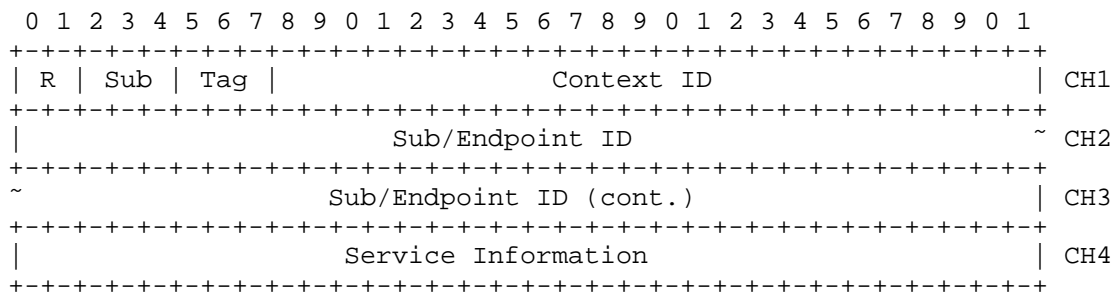 0 1 2 3 4 5 6 7 8 9 0 1 2 3 4 5 6 7 8 9 0 1 2 3 4 5 6 7 8 9 0 1
+-+-+-+-+-+-+-+-+-+-+-+-+-+-+-+-+-+-+-+-+-+-+-+-+-+-+-+-+-+-+-+-+
| R | Sub | Tag |                 Context ID                    | CH1
+-+-+-+-+-+-+-+-+-+-+-+-+-+-+-+-+-+-+-+-+-+-+-+-+-+-+-+-+-+-+-+-+
|                       Sub/Endpoint ID                         ~ CH2
+-+-+-+-+-+-+-+-+-+-+-+-+-+-+-+-+-+-+-+-+-+-+-+-+-+-+-+-+-+-+-+-+
~                   Sub/Endpoint ID (cont.)                     | CH3
+-+-+-+-+-+-+-+-+-+-+-+-+-+-+-+-+-+-+-+-+-+-+-+-+-+-+-+-+-+-+-+-+
|                    Service Information                        | CH4
+-+-+-+-+-+-+-+-+-+-+-+-+-+-+-+-+-+-+-+-+-+-+-+-+-+-+-+-+-+-+-+-+